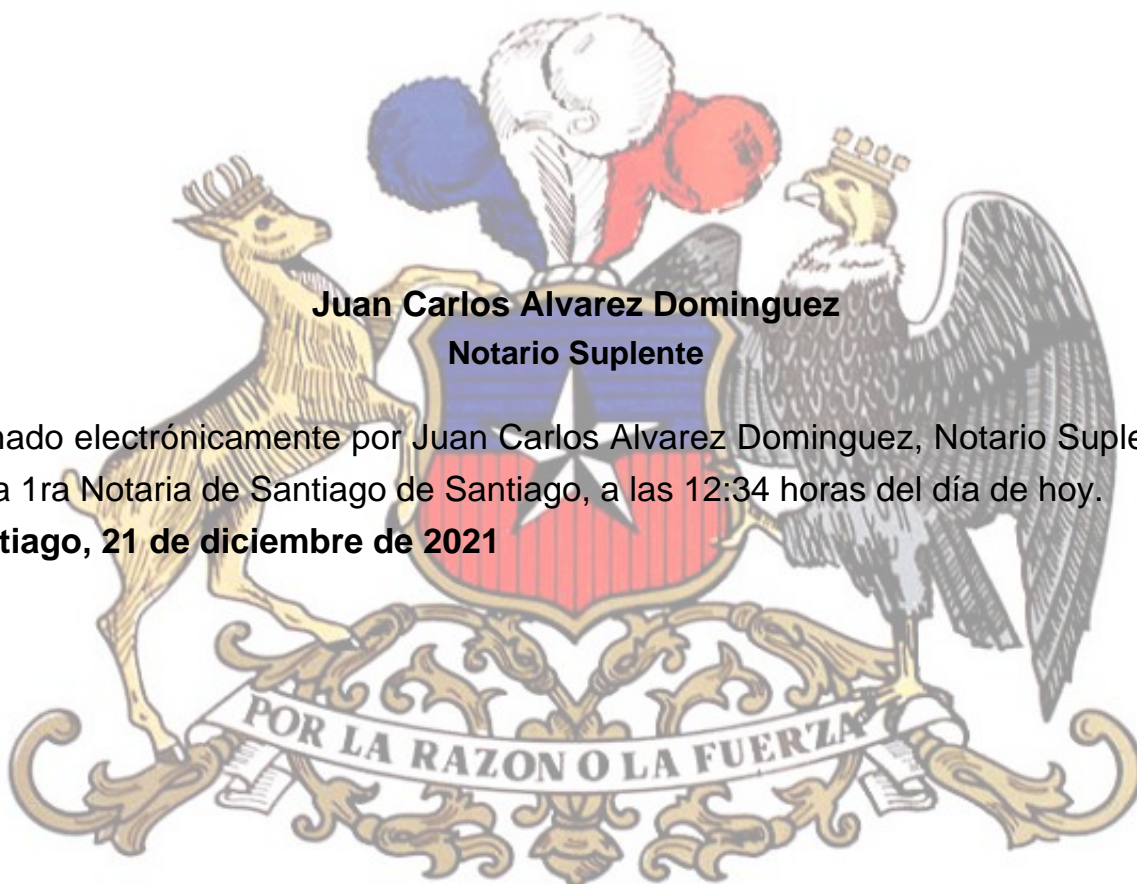 Juan Carlos Alvarez Dominguez
Notario Suplente
nado electrónicamente por Juan Carlos Alvarez Dominguez, Notario Suple
a 1ra Notaria de Santiago de Santiago, a las 12:34 horas del día de hoy.
tiago, 21 de diciembre de 2021
POR LA RAZON O LA FUERZA